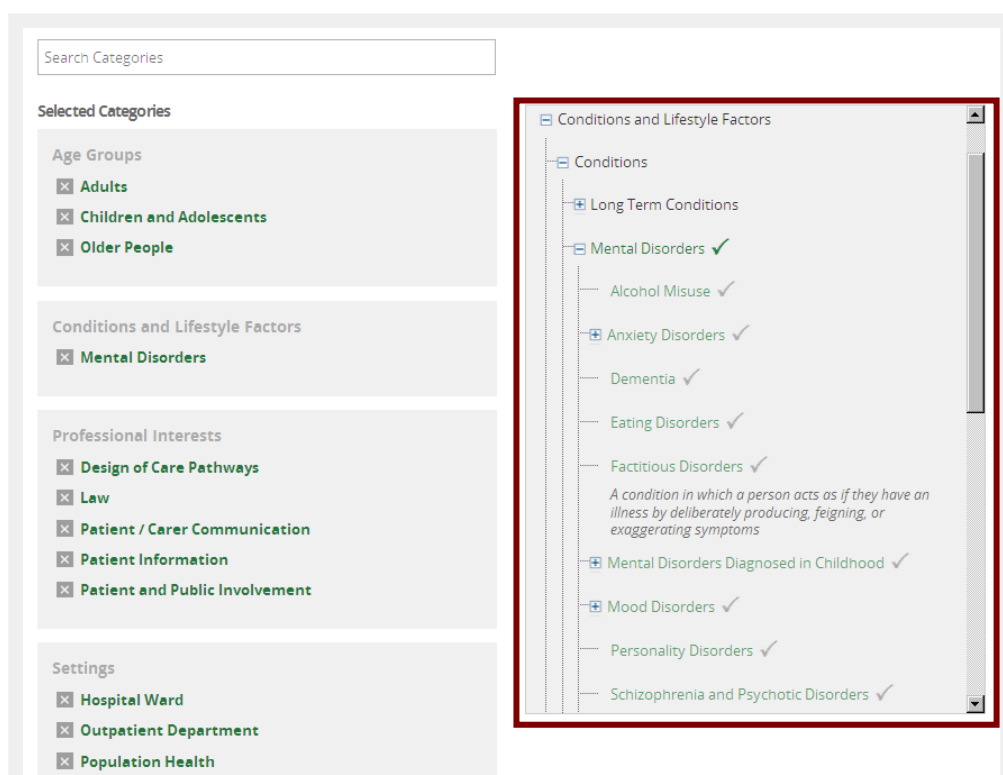 Search Categories
Selected Categories
Age Groups
Adults
Children and Adolescents
Older People
Conditions and Lifestyle Factors
Mental Disorders
Professional Interests
Design of Care Pathways
Law
Patient / Carer Communication
Patient Information
Patient and Public Involvement
Settings
Hospital Ward
Outpatient Department
Population Health
Conditions and Lifestyle Factors
Conditions
Long Term Conditions
Mental Disorders
Alcohol Misuse
Anxiety Disorders
Dementia
Eating Disorders
Factitious Disorders
A condition in which a person acts as if they have an
illness by deliberately producing, feigning, or
exaggerating symptoms
Mental Disorders Diagnosed in Childhood
Mood Disorders
Personality Disorders
Schizophrenia and Psychotic Disorders